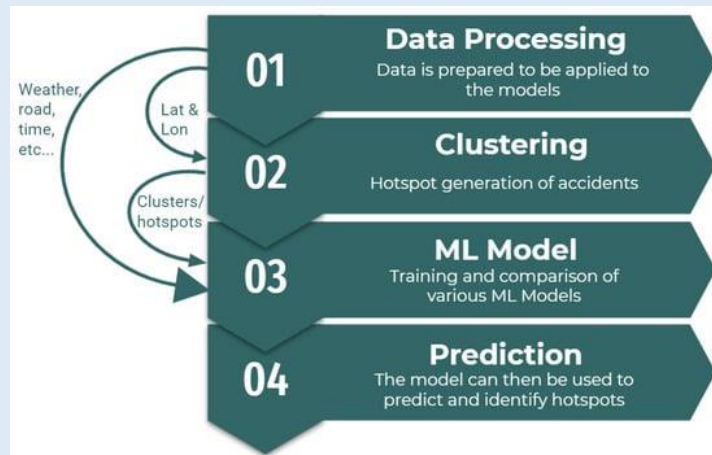 01
Data Processing
Data is prepared to be applied to
the models
Weather,
road,
time,
etc...
Lat &
Lon
02
Clustering
Hotspot generation of accidents
Clusters/
hotspots
03
ML Model
Training and comparison of
various ML Models
04
Prediction
The model can then be used to
predict and identify hotspots